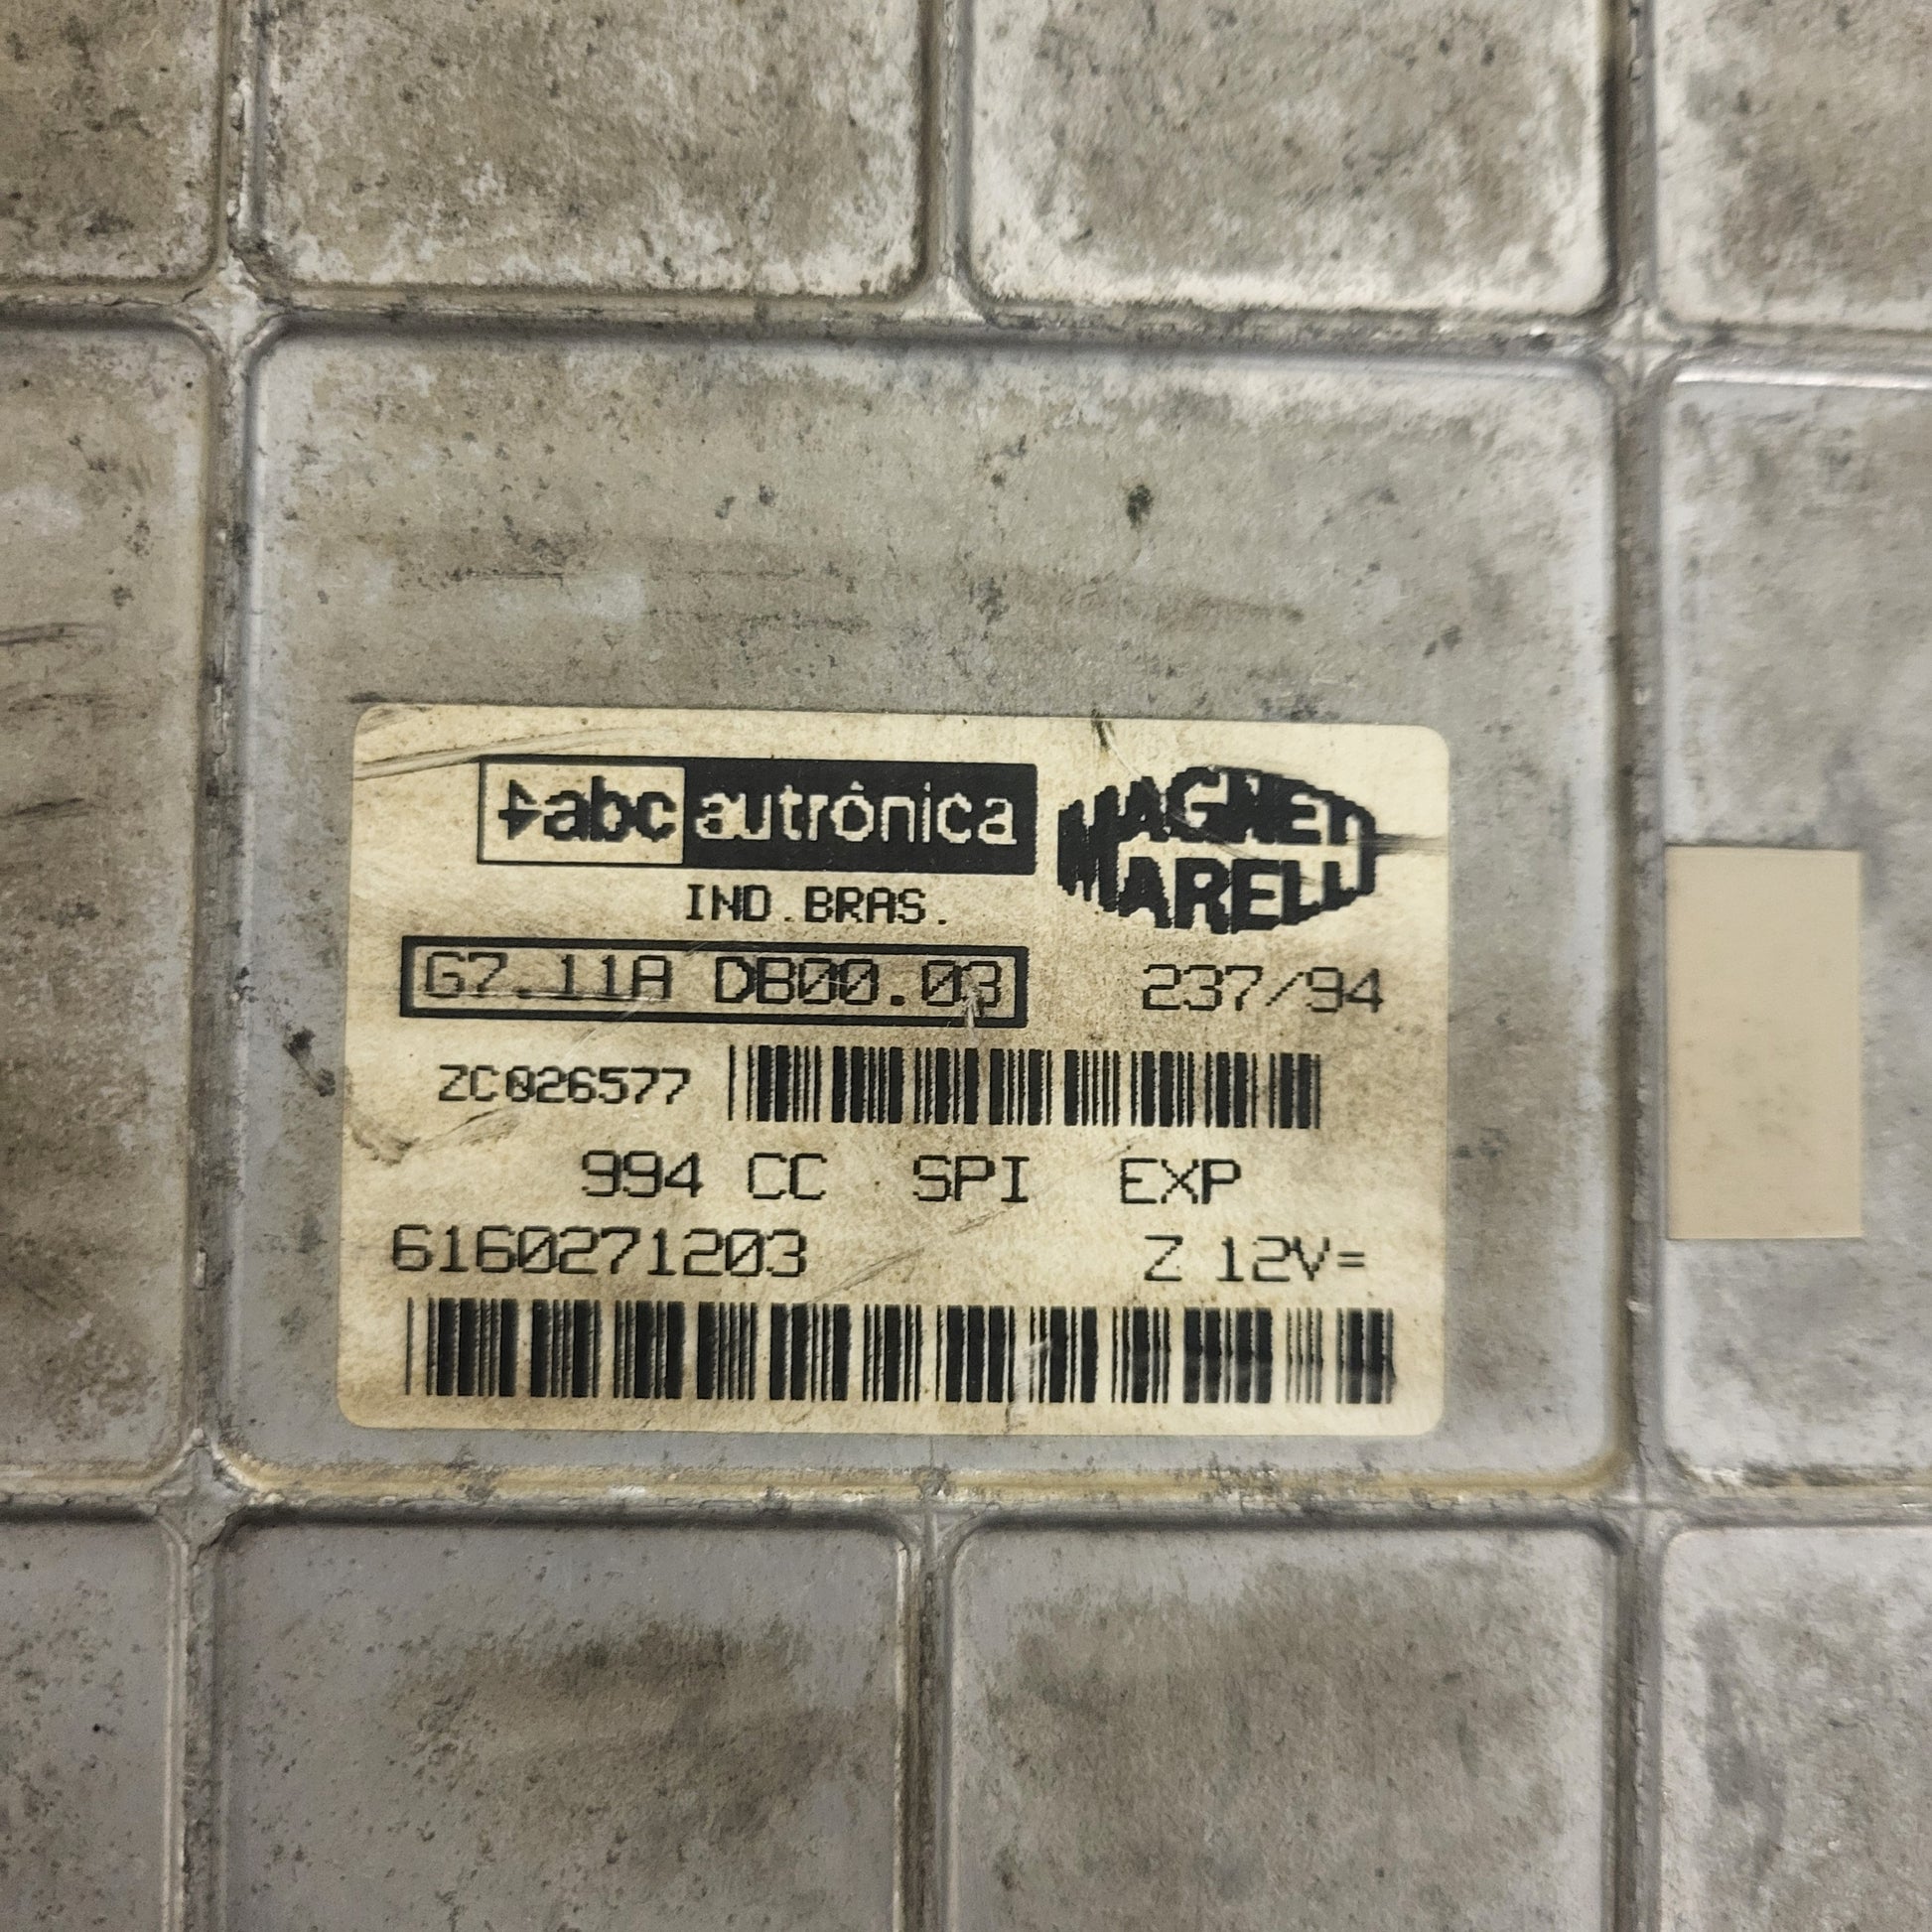 abc autrônica
MAGNETI
MARELLI
IND.BRAS.
G7.11A DB00.03 237/94
ZC026577
994 CC SPI EXP
6160271203 Z 12V=